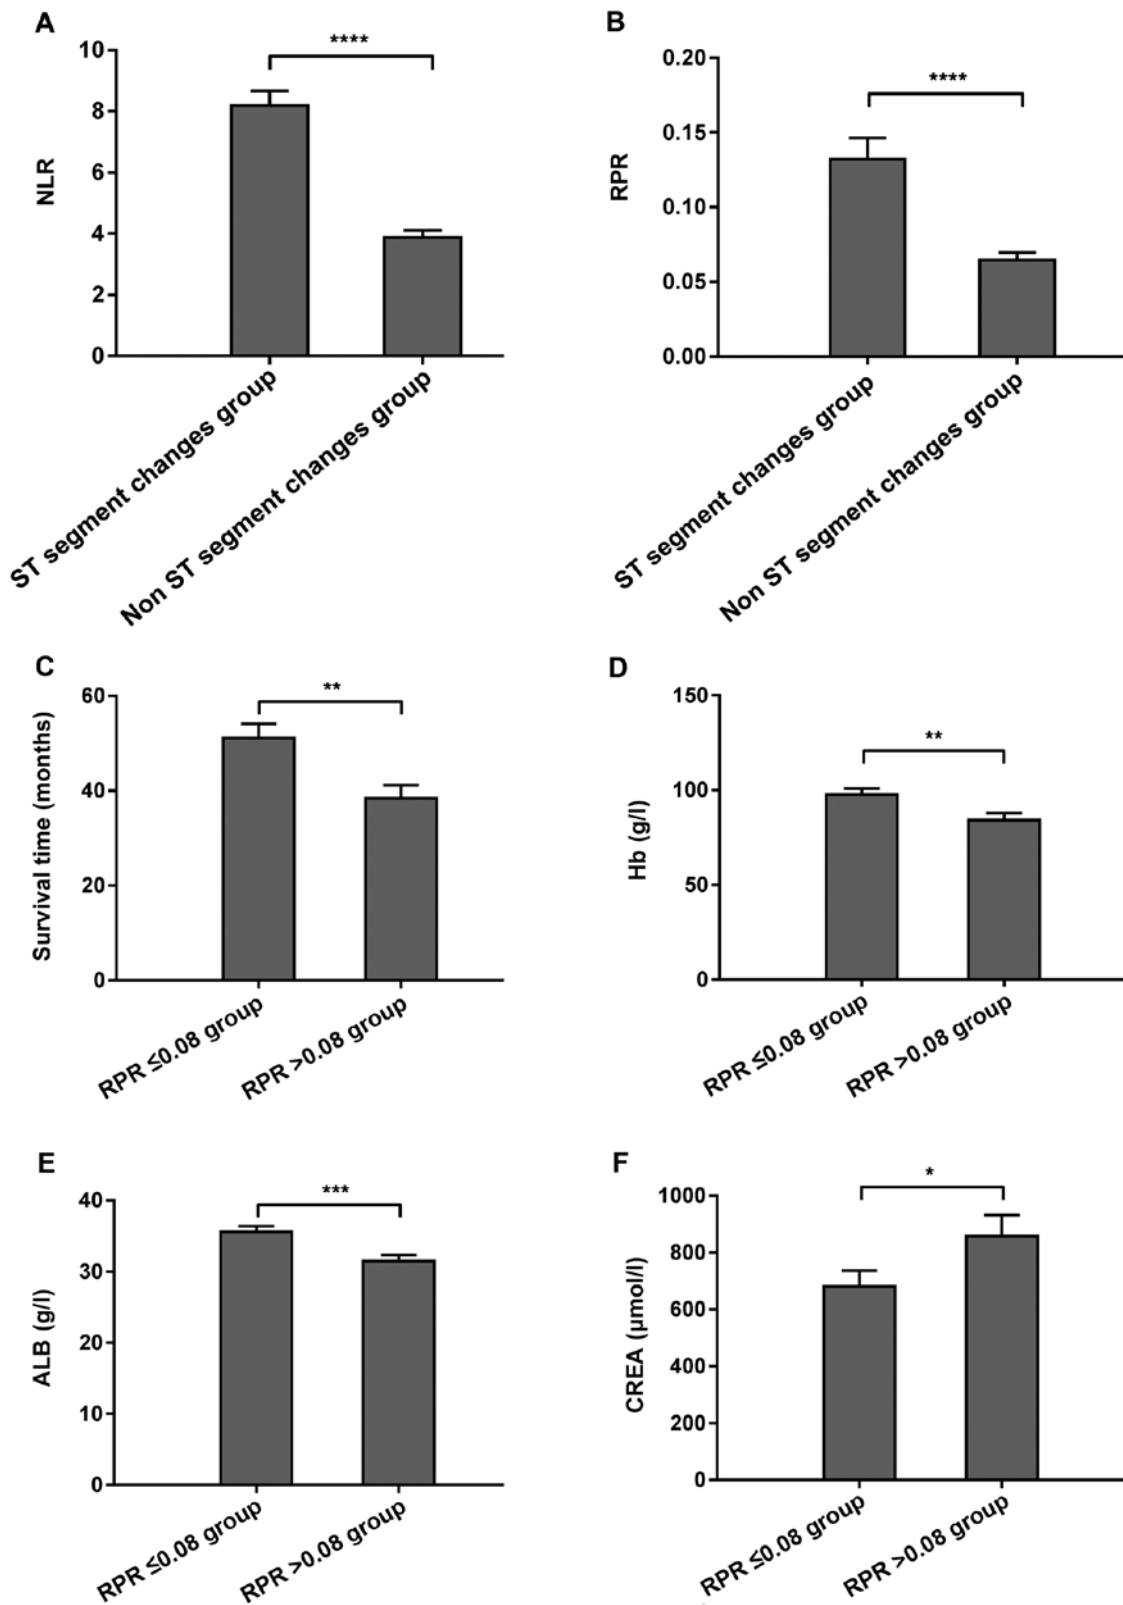 A
NLR
10
8
6
4
2
0
****
ST segment changes group
Non ST segment changes group
B
RPR
0.20
0.15
0.10
0.05
0.00
****
ST segment changes group
Non ST segment changes group
C
Survival time (months)
60
40
20
0
**
RPR ≤0.08 group
RPR >0.08 group
D
Hb (g/l)
150
100
50
0
**
RPR ≤0.08 group
RPR >0.08 group
E
ALB (g/l)
40
30
20
10
0
***
RPR ≤0.08 group
RPR >0.08 group
F
CREA (μmol/l)
1000
800
600
400
200
0
*
RPR ≤0.08 group
RPR >0.08 group